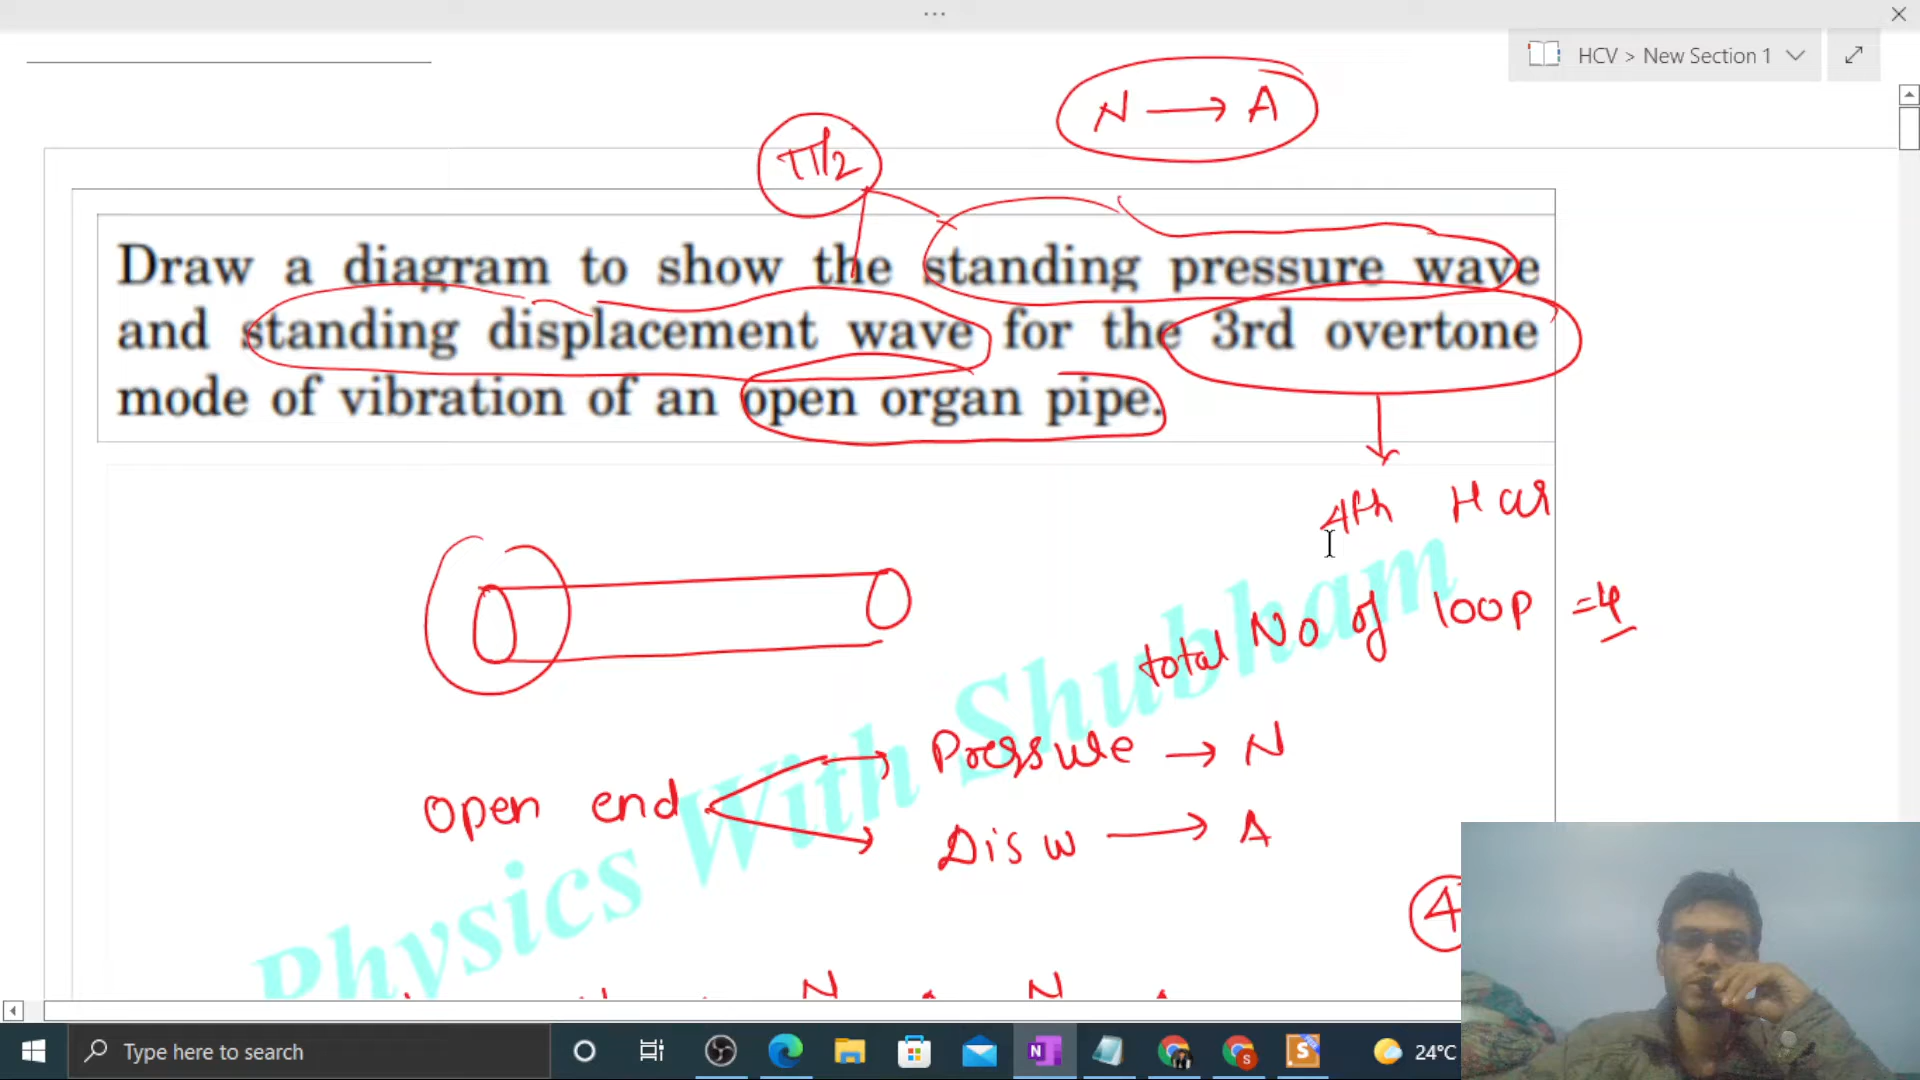 HCV > New Section 1
N → A
π/2
Draw a diagram to show the standing pressure wave
and standing displacement wave for the 3rd overtone
mode of vibration of an open organ pipe.
4th Har
total No of loop = 4
Open end
Pressure → N
Dis W → A
4
N N
Physics With Shubham
Type here to search
24°C